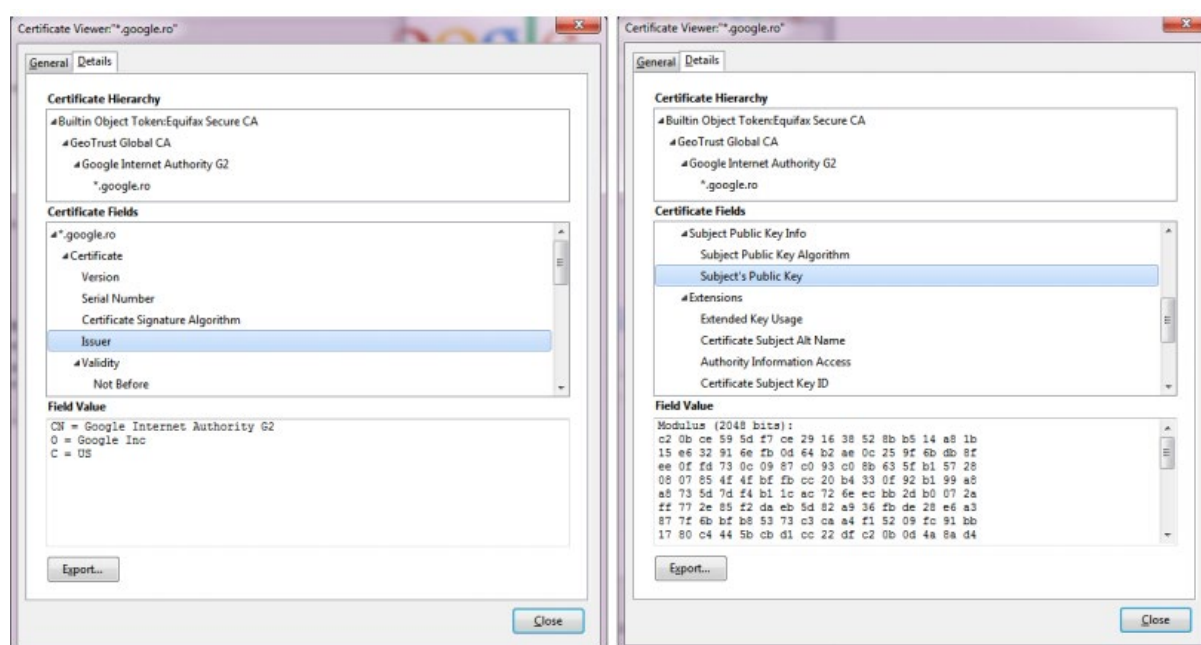 Certificate Viewer:"*.google.ro"
General Details
Certificate Hierarchy
Builtin Object Token:Equifax Secure CA
GeoTrust Global CA
Google Internet Authority G2
*.google.ro
Certificate Fields
*.google.ro
Certificate
Version
Serial Number
Certificate Signature Algorithm
Issuer
Validity
Not Before
Field Value
CN = Google Internet Authority G2
O = Google Inc
C = US
Export...
Close
Certificate Viewer:"*.google.ro"
General Details
Certificate Hierarchy
Builtin Object Token:Equifax Secure CA
GeoTrust Global CA
Google Internet Authority G2
*.google.ro
Certificate Fields
Subject Public Key Info
Subject Public Key Algorithm
Subject's Public Key
Extensions
Extended Key Usage
Certificate Subject Alt Name
Authority Information Access
Certificate Subject Key ID
Field Value
Modulus (2048 bits):
c2 0b ce 59 5d f7 ce 29 16 38 52 8b b5 14 a8 1b
15 e6 32 91 6e fb 0d 64 b2 ae 0c 25 9f 6b db 8f
ee 0f fd 73 0c 09 87 c0 93 c0 8b 63 5f b1 57 28
08 07 85 4f 4f bf fb cc 20 b4 33 0f 92 b1 99 a8
a8 73 5d 7d f4 b1 1c ac 72 6e ec bb 2d b0 07 2a
ff 77 2e 85 f2 da eb 5d 82 a9 36 fb de 28 e6 a3
87 7f 6b bf b8 53 73 c3 ca a4 f1 52 09 fc 91 bb
17 80 c4 44 5b cb d1 cc 22 df c2 0b 0d 4a 8a d4
Export...
Close